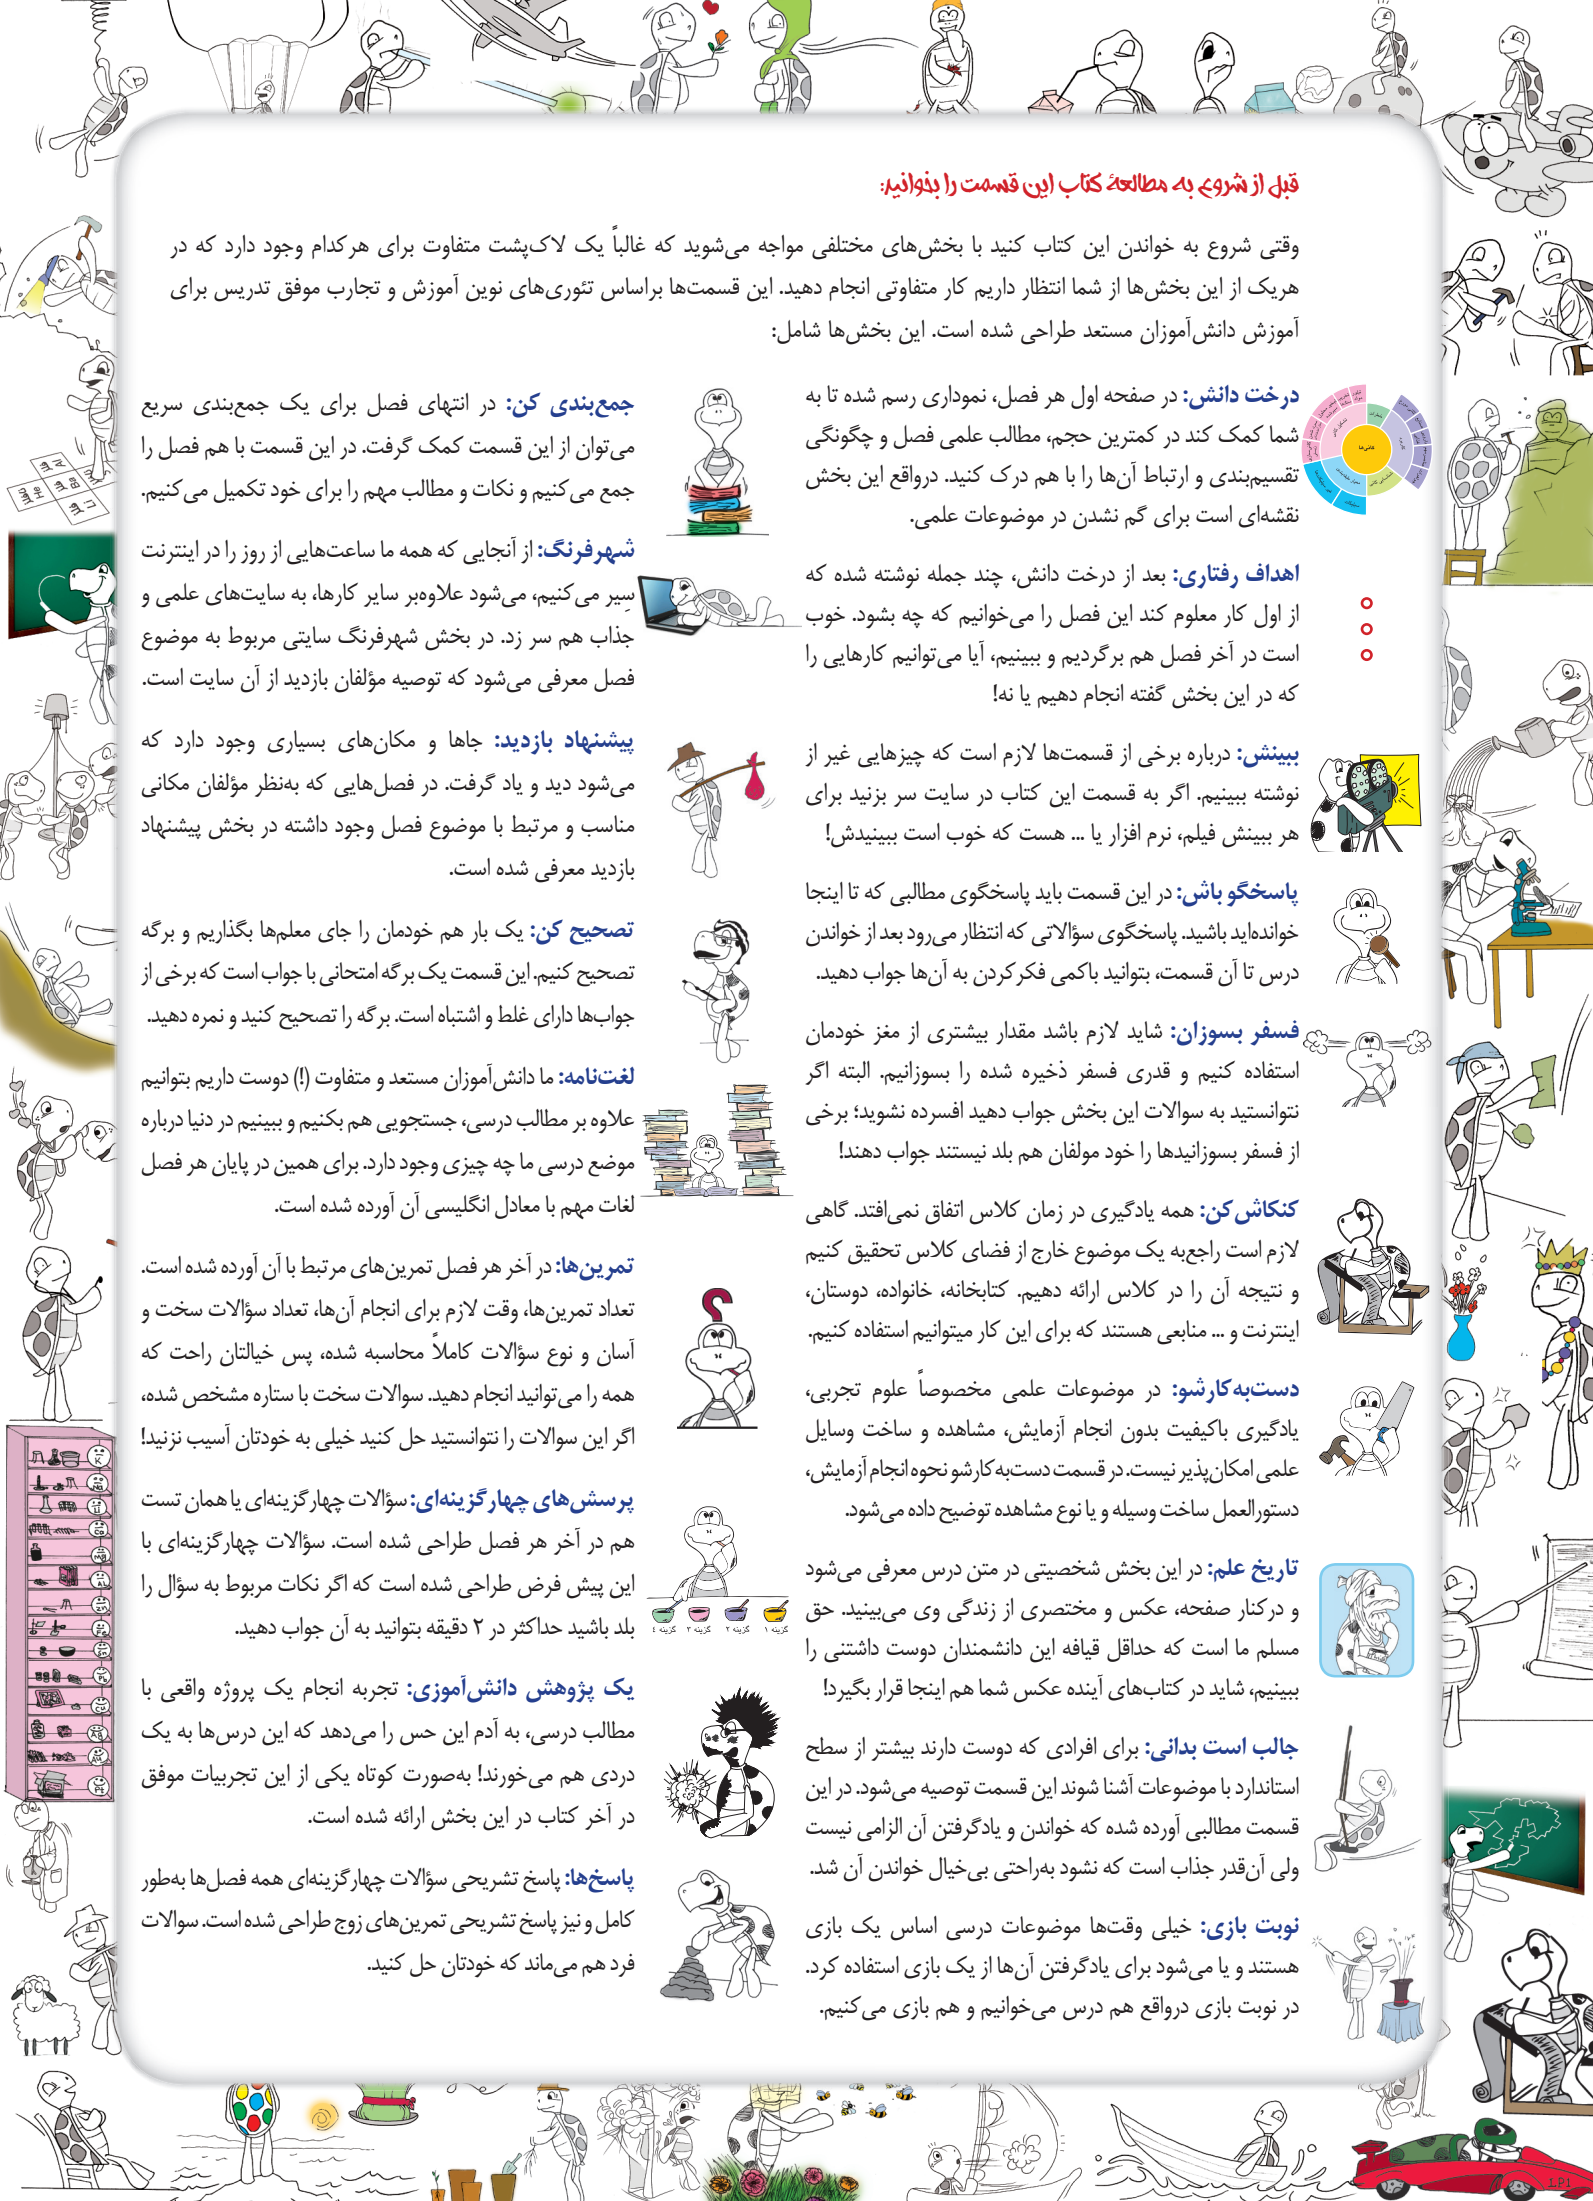 قبل از شروع به مطالعهٔ کتاب این قسمت را بخوانید:
وقتی شروع به خواندن این کتاب کنید با بخش‌های مختلفی مواجه می‌شوید که غالباً یک لاک‌پشت متفاوت برای هرکدام وجود دارد که در
هریک از این بخش‌ها از شما انتظار داریم کار متفاوتی انجام دهید. این قسمت‌ها براساس تئوری‌های نوین آموزش و تجارب موفق تدریس برای
آموزش دانش‌آموزان مستعد طراحی شده است. این بخش‌ها شامل:
درخت دانش: در صفحه اول هر فصل، نموداری رسم شده تا به
شما کمک کند در کمترین حجم، مطالب علمی فصل و چگونگی
تقسیم‌بندی و ارتباط آن‌ها را با هم درک کنید. درواقع این بخش
نقشه‌ای است برای گم نشدن در موضوعات علمی.
اهداف رفتاری: بعد از درخت دانش، چند جمله نوشته شده که
از اول کار معلوم کند این فصل را می‌خوانیم که چه بشود. خوب
است در آخر فصل هم برگردیم و ببینیم، آیا می‌توانیم کارهایی را
که در این بخش گفته انجام دهیم یا نه!
ببینش: درباره برخی از قسمت‌ها لازم است که چیزهایی غیر از
نوشته ببینیم. اگر به قسمت این کتاب در سایت سر بزنید برای
هر ببینش فیلم، نرم افزار یا ... هست که خوب است ببینیدش!
پاسخگو باش: در این قسمت باید پاسخگوی مطالبی که تا اینجا
خوانده‌اید باشید. پاسخگوی سؤالاتی که انتظار می‌رود بعد از خواندن
درس تا آن قسمت، بتوانید باکمی فکر کردن به آن‌ها جواب دهید.
فسفر بسوزان: شاید لازم باشد مقدار بیشتری از مغز خودمان
استفاده کنیم و قدری فسفر ذخیره شده را بسوزانیم. البته اگر
نتوانستید به سوالات این بخش جواب دهید افسرده نشوید؛ برخی
از فسفر بسوزانیدها را خود مولفان هم بلد نیستند جواب دهند!
کنکاش‌کن: همه یادگیری در زمان کلاس اتفاق نمی‌افتد. گاهی
لازم است راجع‌به یک موضوع خارج از فضای کلاس تحقیق کنیم
و نتیجه آن را در کلاس ارائه دهیم. کتابخانه، خانواده، دوستان،
اینترنت و ... منابعی هستند که برای این کار میتوانیم استفاده کنیم.
دست‌به‌کارشو: در موضوعات علمی مخصوصاً علوم تجربی،
یادگیری باکیفیت بدون انجام آزمایش، مشاهده و ساخت وسایل
علمی امکان‌پذیر نیست. در قسمت دست‌به‌کارشو نحوه انجام آزمایش،
دستورالعمل ساخت وسیله و یا نوع مشاهده توضیح داده می‌شود.
تاریخ علم: در این بخش شخصیتی در متن درس معرفی می‌شود
و درکنار صفحه، عکس و مختصری از زندگی وی می‌بینید. حق
مسلم ما است که حداقل قیافه این دانشمندان دوست داشتنی را
ببینیم، شاید در کتاب‌های آینده عکس شما هم اینجا قرار بگیرد!
جالب است بدانی: برای افرادی که دوست دارند بیشتر از سطح
استاندارد با موضوعات آشنا شوند این قسمت توصیه می‌شود. در این
قسمت مطالبی آورده شده که خواندن و یادگرفتن آن الزامی نیست
ولی آن‌قدر جذاب است که نشود به‌راحتی بی‌خیال خواندن آن شد.
نوبت بازی: خیلی وقت‌ها موضوعات درسی اساس یک بازی
هستند و یا می‌شود برای یادگرفتن آن‌ها از یک بازی استفاده کرد.
در نوبت بازی درواقع هم درس می‌خوانیم و هم بازی می‌کنیم.
جمع‌بندی کن: در انتهای فصل برای یک جمع‌بندی سریع
می‌توان از این قسمت کمک گرفت. در این قسمت با هم فصل را
جمع می‌کنیم و نکات و مطالب مهم را برای خود تکمیل می‌کنیم.
شهرفرنگ: از آنجایی که همه ما ساعت‌هایی از روز را در اینترنت
سِیر می‌کنیم، می‌شود علاوه‌بر سایر کارها، به سایت‌های علمی و
جذاب هم سر زد. در بخش شهرفرنگ سایتی مربوط به موضوع
فصل معرفی می‌شود که توصیه مؤلفان بازدید از آن سایت است.
پیشنهاد بازدید: جاها و مکان‌های بسیاری وجود دارد که
می‌شود دید و یاد گرفت. در فصل‌هایی که به‌نظر مؤلفان مکانی
مناسب و مرتبط با موضوع فصل وجود داشته در بخش پیشنهاد
بازدید معرفی شده است.
تصحیح کن: یک بار هم خودمان را جای معلم‌ها بگذاریم و برگه
تصحیح کنیم. این قسمت یک برگه امتحانی با جواب است که برخی از
جواب‌ها دارای غلط و اشتباه است. برگه را تصحیح کنید و نمره دهید.
لغت‌نامه: ما دانش‌آموزان مستعد و متفاوت (!) دوست داریم بتوانیم
علاوه بر مطالب درسی، جستجویی هم بکنیم و ببینیم در دنیا درباره
موضع درسی ما چه چیزی وجود دارد. برای همین در پایان هر فصل
لغات مهم با معادل انگلیسی آن آورده شده است.
تمرین‌ها: در آخر هر فصل تمرین‌های مرتبط با آن آورده شده است.
تعداد تمرین‌ها، وقت لازم برای انجام آن‌ها، تعداد سؤالات سخت و
آسان و نوع سؤالات کاملاً محاسبه شده، پس خیالتان راحت که
همه را می‌توانید انجام دهید. سوالات سخت با ستاره مشخص شده،
اگر این سوالات را نتوانستید حل کنید خیلی به خودتان آسیب نزنید!
پرسش‌های چهارگزینه‌ای: سؤالات چهارگزینه‌ای یا همان تست
هم در آخر هر فصل طراحی شده است. سؤالات چهارگزینه‌ای با
این پیش فرض طراحی شده است که اگر نکات مربوط به سؤال را
بلد باشید حداکثر در ۲ دقیقه بتوانید به آن جواب دهید.
گزینه ۱ گزینه ۲ گزینه ۳ گزینه ٤
یک پژوهش دانش‌آموزی: تجربه انجام یک پروژه واقعی با
مطالب درسی، به آدم این حس را می‌دهد که این درس‌ها به یک
دردی هم می‌خورند! به‌صورت کوتاه یکی از این تجربیات موفق
در آخر کتاب در این بخش ارائه شده است.
پاسخ‌ها: پاسخ تشریحی سؤالات چهارگزینه‌ای همه فصل‌ها به‌طور
کامل و نیز پاسخ تشریحی تمرین‌های زوج طراحی شده است. سوالات
فرد هم می‌ماند که خودتان حل کنید.